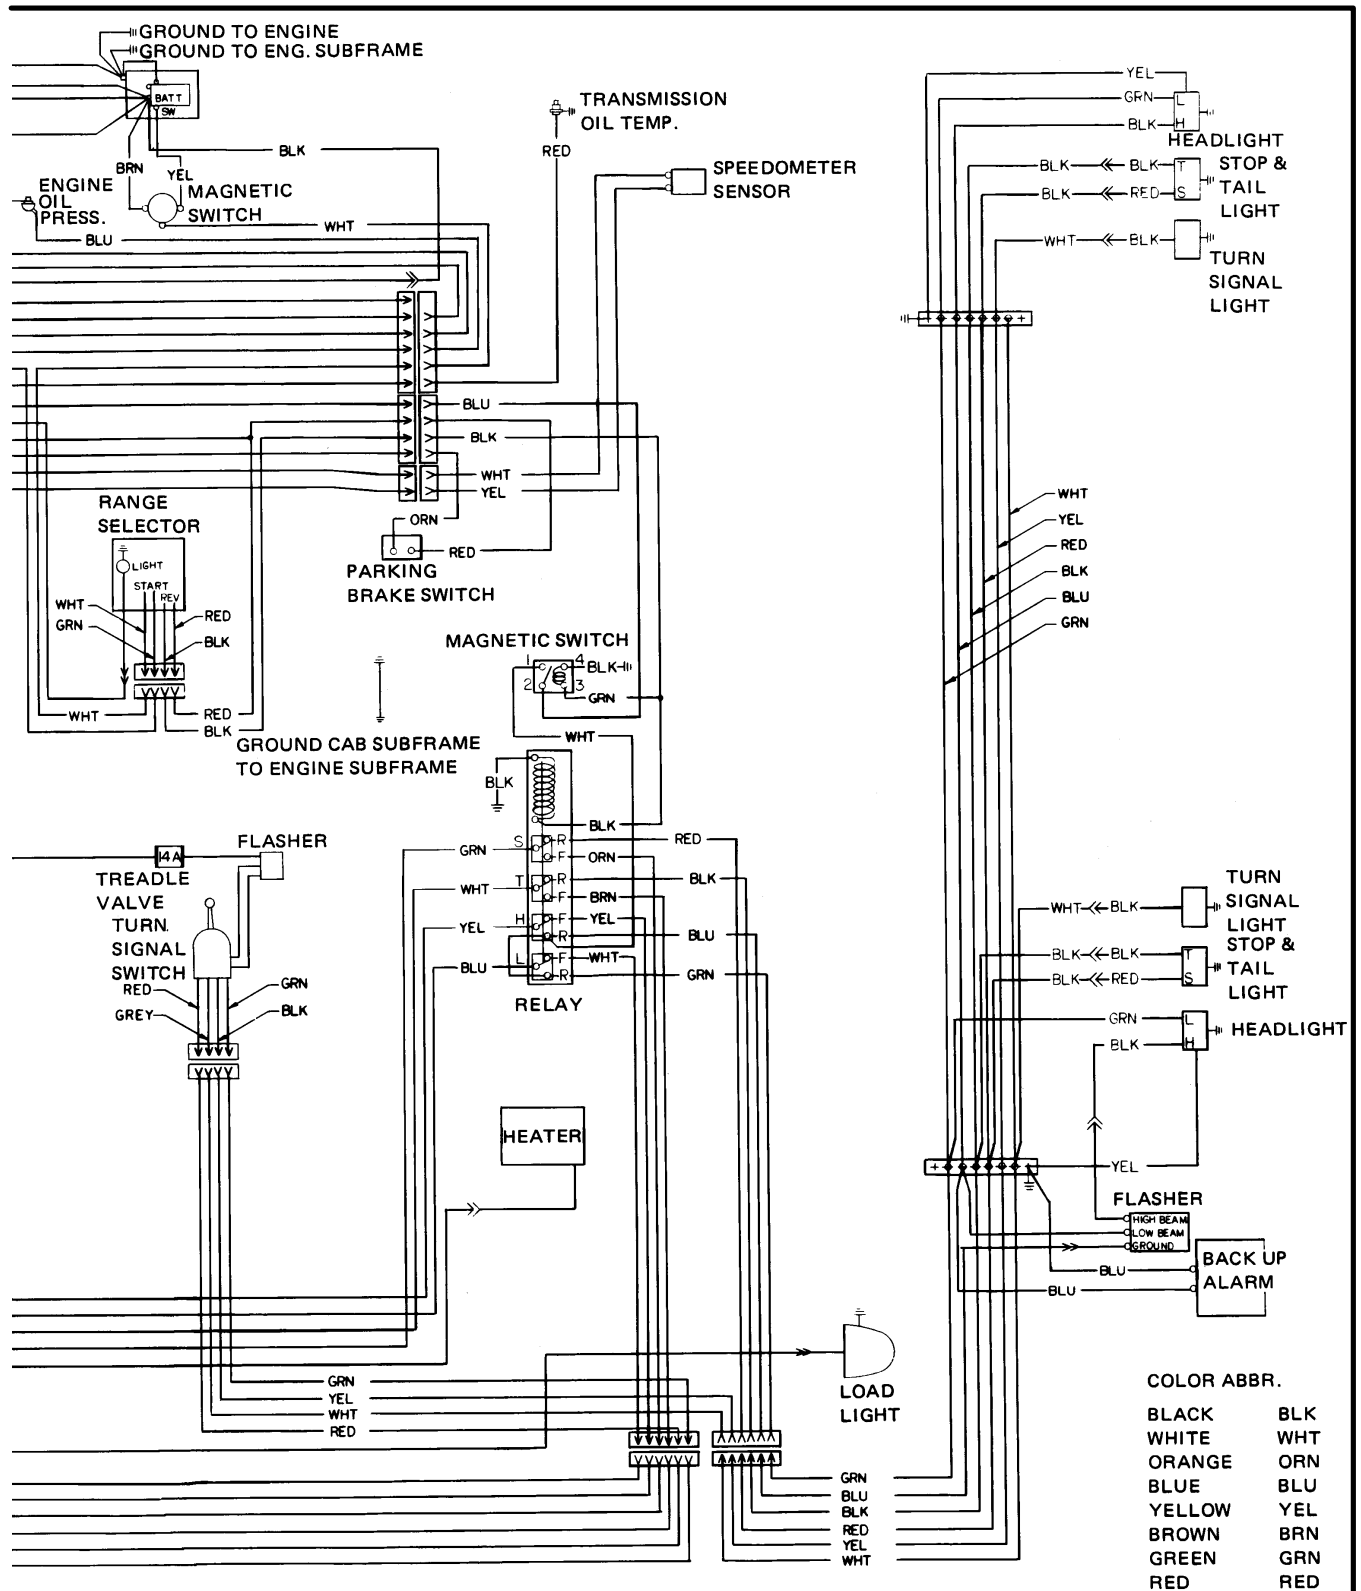 GROUND TO ENGINE
GROUND TO ENG. SUBFRAME
BATT
SW
BLK
BRN
YEL
MAGNETIC
SWITCH
ENGINE
OIL
PRESS.
BLU
WHT
TRANSMISSION
OIL TEMP.
RED
SPEEDOMETER
SENSOR
YEL
GRN
L
BLK
H
HEADLIGHT
BLK
BLK
T
STOP &
TAIL
LIGHT
BLK
RED
S
WHT
BLK
TURN
SIGNAL
LIGHT
+
BLU
BLK
WHT
YEL
ORN
RED
PARKING
BRAKE SWITCH
RANGE
SELECTOR
LIGHT
START
REV
WHT
GRN
RED
BLK
WHT
RED
BLK
WHT
YEL
RED
BLK
BLU
GRN
MAGNETIC SWITCH
1
4
BLK
2
3
GRN
WHT
GROUND CAB SUBFRAME
TO ENGINE SUBFRAME
BLK
BLK
S
R
RED
GRN
F
ORN
T
R
BLK
WHT
F
BRN
H
F
YEL
YEL
R
BLU
L
F
WHT
BLU
R
GRN
RELAY
14A
FLASHER
TREADLE
VALVE
TURN
SIGNAL
SWITCH
RED
GREY
GRN
BLK
HEATER
WHT
BLK
TURN
SIGNAL
LIGHT
BLK
BLK
T
STOP &
TAIL
LIGHT
BLK
RED
S
GRN
L
HEADLIGHT
BLK
H
+
YEL
FLASHER
HIGH BEAM
LOW BEAM
GROUND
BLU
BLU
BACK UP
ALARM
LOAD
LIGHT
GRN
YEL
WHT
RED
GRN
BLU
BLK
RED
YEL
WHT
COLOR ABBR.
BLACK BLK
WHITE WHT
ORANGE ORN
BLUE BLU
YELLOW YEL
BROWN BRN
GREEN GRN
RED RED